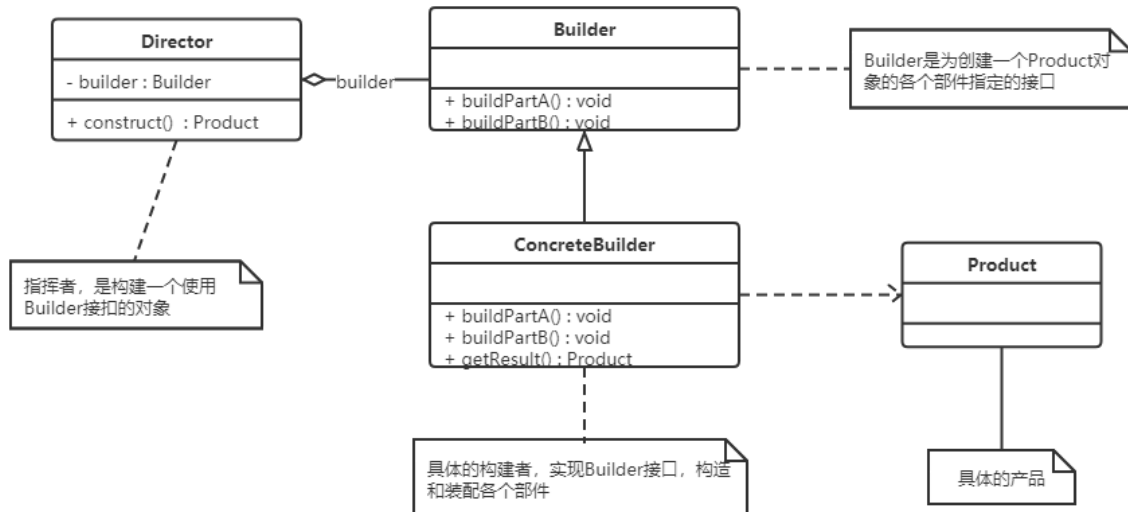 Director
- builder : Builder
+ construct() : Product
builder
Builder
+ buildPartA() : void
+ buildPartB() : void
Builder是为创建一个Product对
象的各个部件指定的接口
指挥者，是构建一个使用
Builder接扣的对象
ConcreteBuilder
+ buildPartA() : void
+ buildPartB() : void
+ getResult() : Product
Product
具体的构建者，实现Builder接口，构造
和装配各个部件
具体的产品